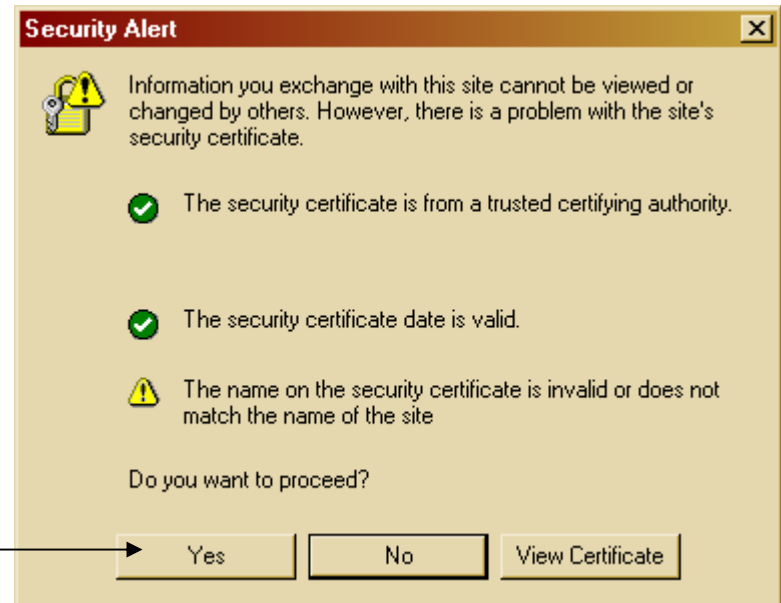 Security Alert
Information you exchange with this site cannot be viewed or
changed by others. However, there is a problem with the site's
security certificate.
The security certificate is from a trusted certifying authority.
The security certificate date is valid.
The name on the security certificate is invalid or does not
match the name of the site
Do you want to proceed?
Yes No View Certificate